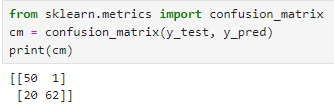 from sklearn.metrics import confusion_matrix
cm = confusion_matrix(y_test, y_pred)
print(cm)
[[50  1]
 [20 62]]